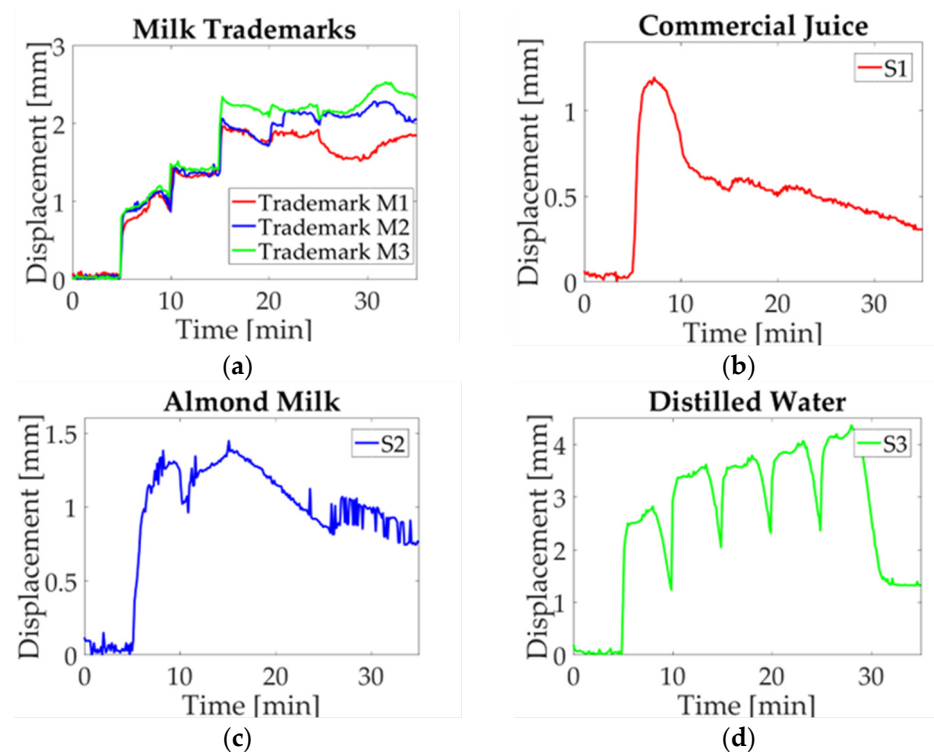 Milk Trademarks
Displacement [mm]
3
2
1
0
Trademark M1
Trademark M2
Trademark M3
0 10 20 30
Time [min]
(a)
Commercial Juice
Displacement [mm]
1
0.5
0
S1
0 10 20 30
Time [min]
(b)
Almond Milk
Displacement [mm]
1.5
1
0.5
0
S2
0 10 20 30
Time [min]
(c)
Distilled Water
Displacement [mm]
4
3
2
1
0
S3
0 10 20 30
Time [min]
(d)